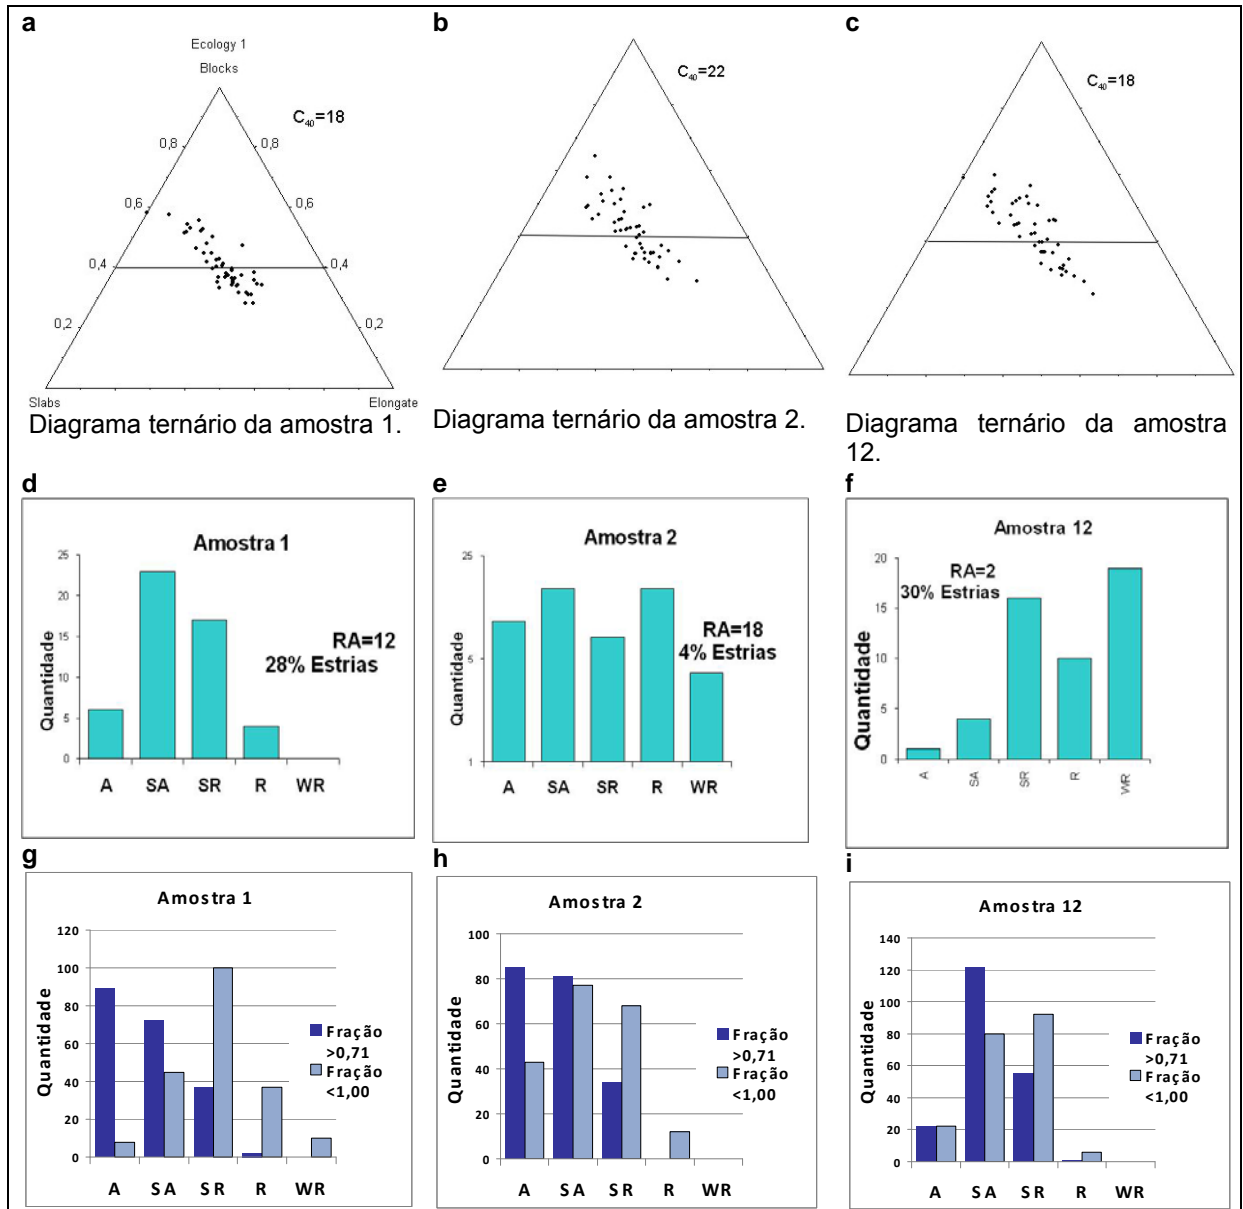 a
Ecology 1
Blocks
C40=18
0,8 0,8
0,6 0,6
0,4 0,4
0,2 0,2
Slabs Elongate
Diagrama ternário da amostra 1.
b
C40=22
Diagrama ternário da amostra 2.
c
C40=18
Diagrama ternário da amostra
12.
d
Amostra 1
25
20
15
10
5
0
Quantidade
RA=12
28% Estrias
A SA SR R WR
e
Amostra 2
25
5
1
Quantidade
RA=18
4% Estrias
A SA SR R WR
f
Amostra 12
20
15
10
5
0
Quantidade
RA=2
30% Estrias
A SA SR R WR
g
Amostra 1
120
100
80
60
40
20
0
Quantidade
Fração
>0,71
Fração
<1,00
A SA SR R WR
h
Amostra 2
100
80
60
40
20
0
Quantidade
Fração
>0,71
Fração
<1,00
A SA SR R WR
i
Amostra 12
140
120
100
80
60
40
20
0
Quantidade
Fração
>0,71
Fração
<1,00
A SA SR R WR